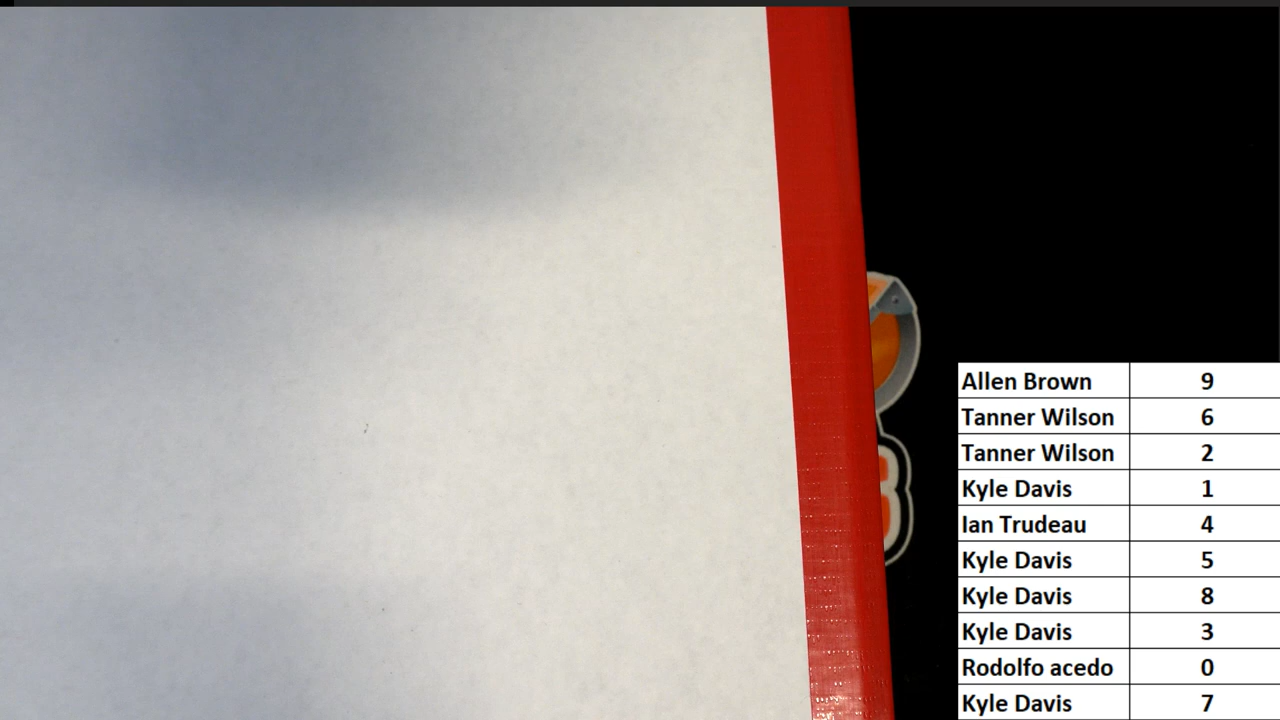 Allen Brown 9
Tanner Wilson 6
Tanner Wilson 2
Kyle Davis 1
Ian Trudeau 4
Kyle Davis 5
Kyle Davis 8
Kyle Davis 3
Rodolfo acedo 0
Kyle Davis 7